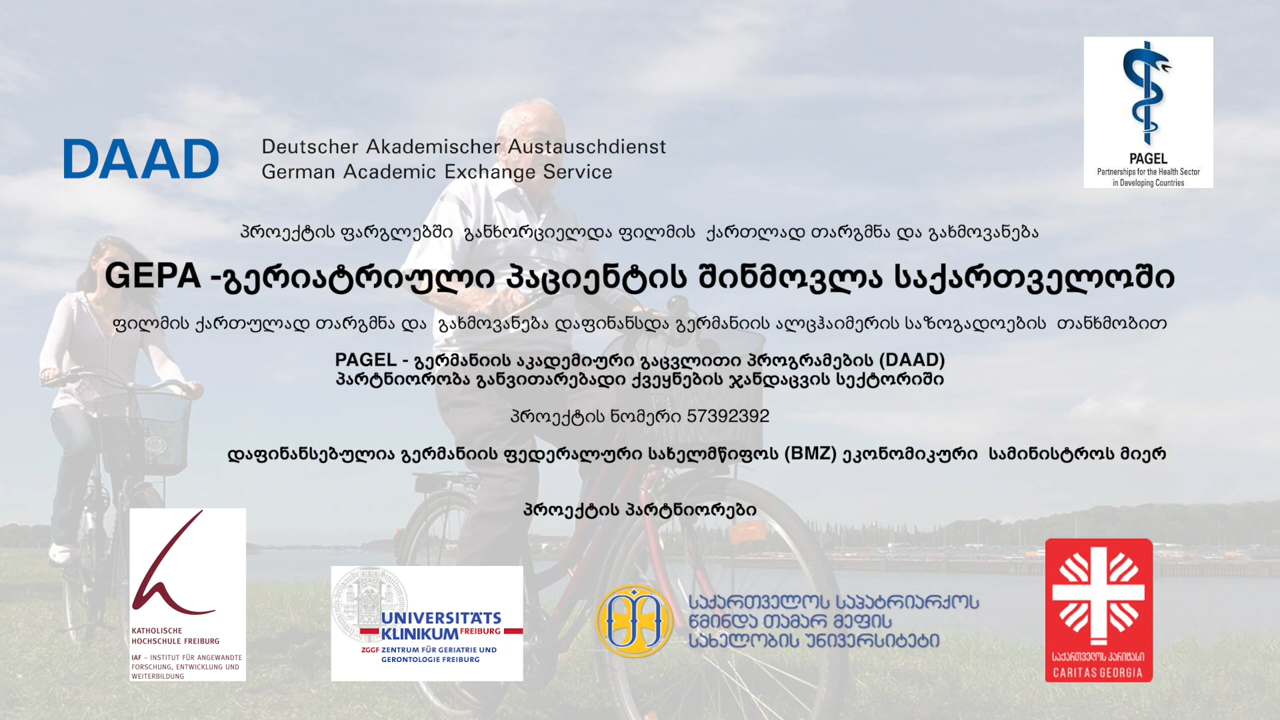 DAAD
Deutscher Akademischer Austauschdienst
German Academic Exchange Service
PAGEL
Partnerships for the Health Sector
in Developing Countries
პროექტის ფარგლებში განხორციელდა ფილმის ქართლად თარგმნა და გახმოვანება
GEPA -გერიატრიული პაციენტის შინმოვლა საქართველოში
ფილმის ქართულად თარგმნა და გახმოვანება დაფინანსდა გერმანიის ალცჰაიმერის საზოგადოების თანხმობით
PAGEL - გერმანიის აკადემიური გაცვლითი პროგრამების (DAAD)
პარტნიორობა განვითარებადი ქვეყნების ჯანდაცვის სექტორიში
პროექტის ნომერი 57392392
დაფინანსებულია გერმანიის ფედერალური სახელმწიფოს (BMZ) ეკონომიკური სამინისტროს მიერ
პროექტის პარტნიორები
KATHOLISCHE
HOCHSCHULE FREIBURG
IAF – INSTITUT FÜR ANGEWANDTE
FORSCHUNG, ENTWICKLUNG UND
WEITERBILDUNG
UNIVERSITÄTS
KLINIKUM FREIBURG
ZGGF ZENTRUM FÜR GERIATRIE UND
GERONTOLOGIE FREIBURG
საქართველოს საპატრიარქოს
წმინდა თამარ მეფის
სახელობის უნივერსიტეტი
საქართველოს კარიტასი
CARITAS GEORGIA